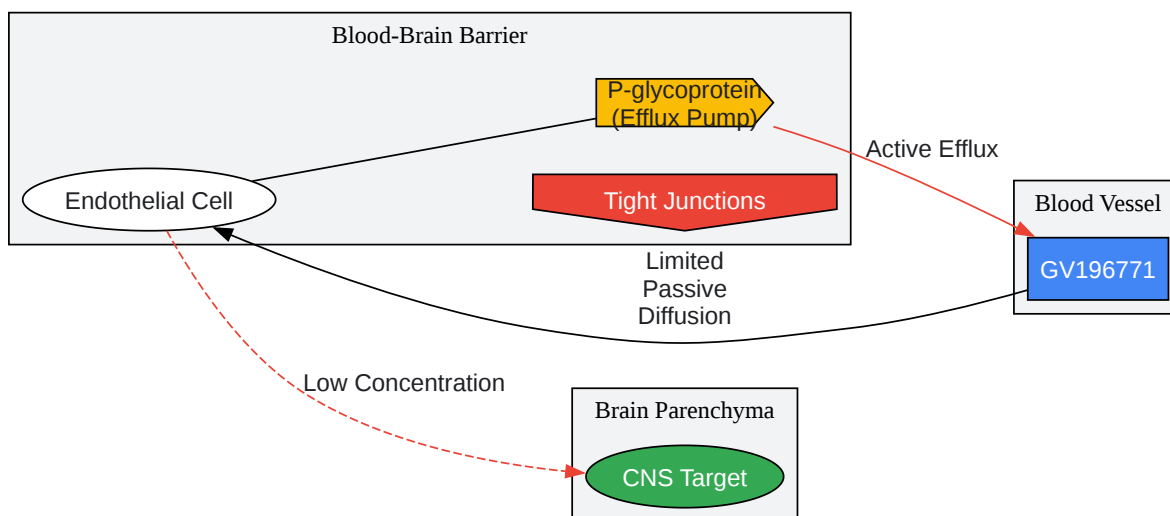 Blood-Brain Barrier
P-glycoprotein
(Efflux Pump)
Active Efflux
Endothelial Cell
Tight Junctions
Blood Vessel
GV196771
Limited
Passive
Diffusion
Low Concentration
Brain Parenchyma
CNS Target